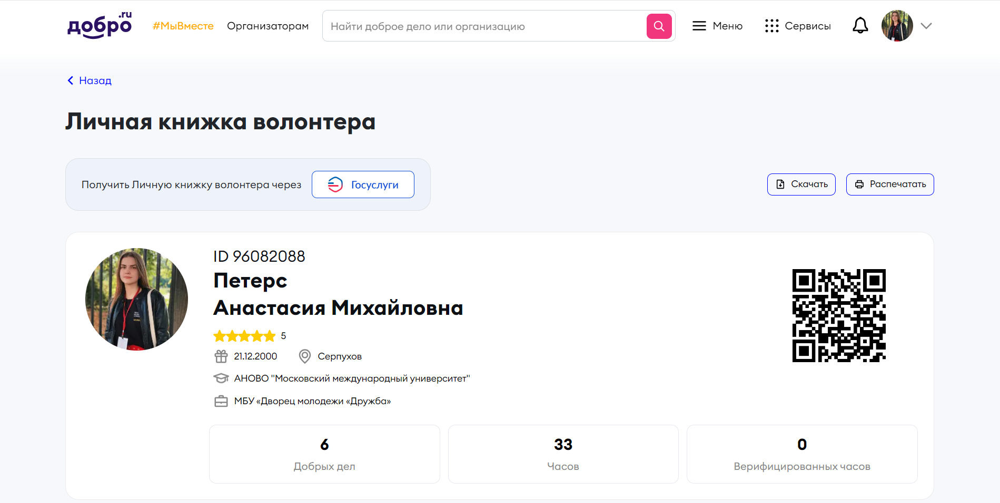 добро.ru
#МыВместе
Организаторам
Найти доброе дело или организацию
Меню
Сервисы
Назад
Личная книжка волонтера
Получить Личную книжку волонтера через
Госуслуги
Скачать
Распечатать
ID 96082088
Петерс
Анастасия Михайловна
5
21.12.2000
Серпухов
АНОВО "Московский международный университет"
МБУ «Дворец молодежи «Дружба»
6
Добрых дел
33
Часов
0
Верифицированных часов